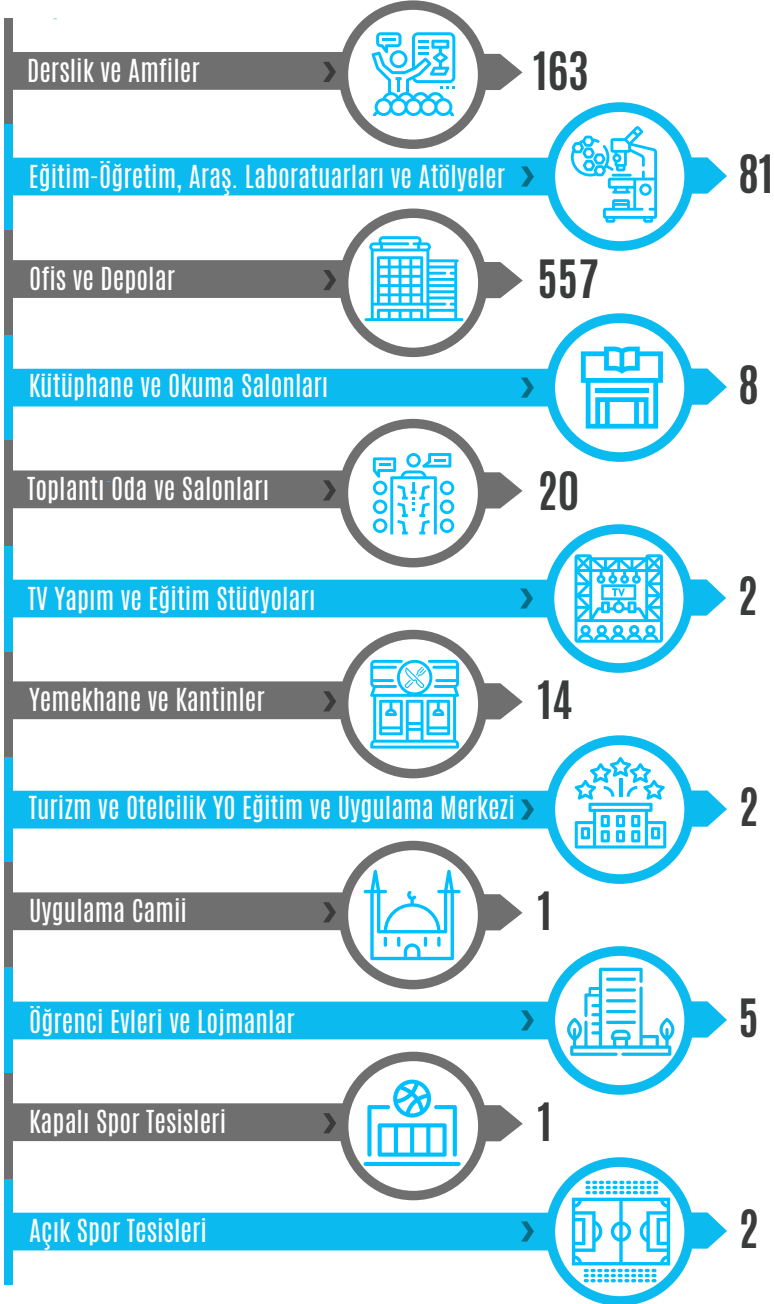 Derslik ve Amfiler
163
Eğitim-Öğretim, Araş. Laboratuarları ve Atölyeler
81
Ofis ve Depolar
557
Kütüphane ve Okuma Salonları
8
Toplantı Oda ve Salonları
20
TV Yapım ve Eğitim Stüdyoları
TV
2
Yemekhane ve Kantinler
14
Turizm ve Otelcilik YO Eğitim ve Uygulama Merkezi
2
Uygulama Camii
1
Öğrenci Evleri ve Lojmanlar
5
Kapalı Spor Tesisleri
1
Açık Spor Tesisleri
2